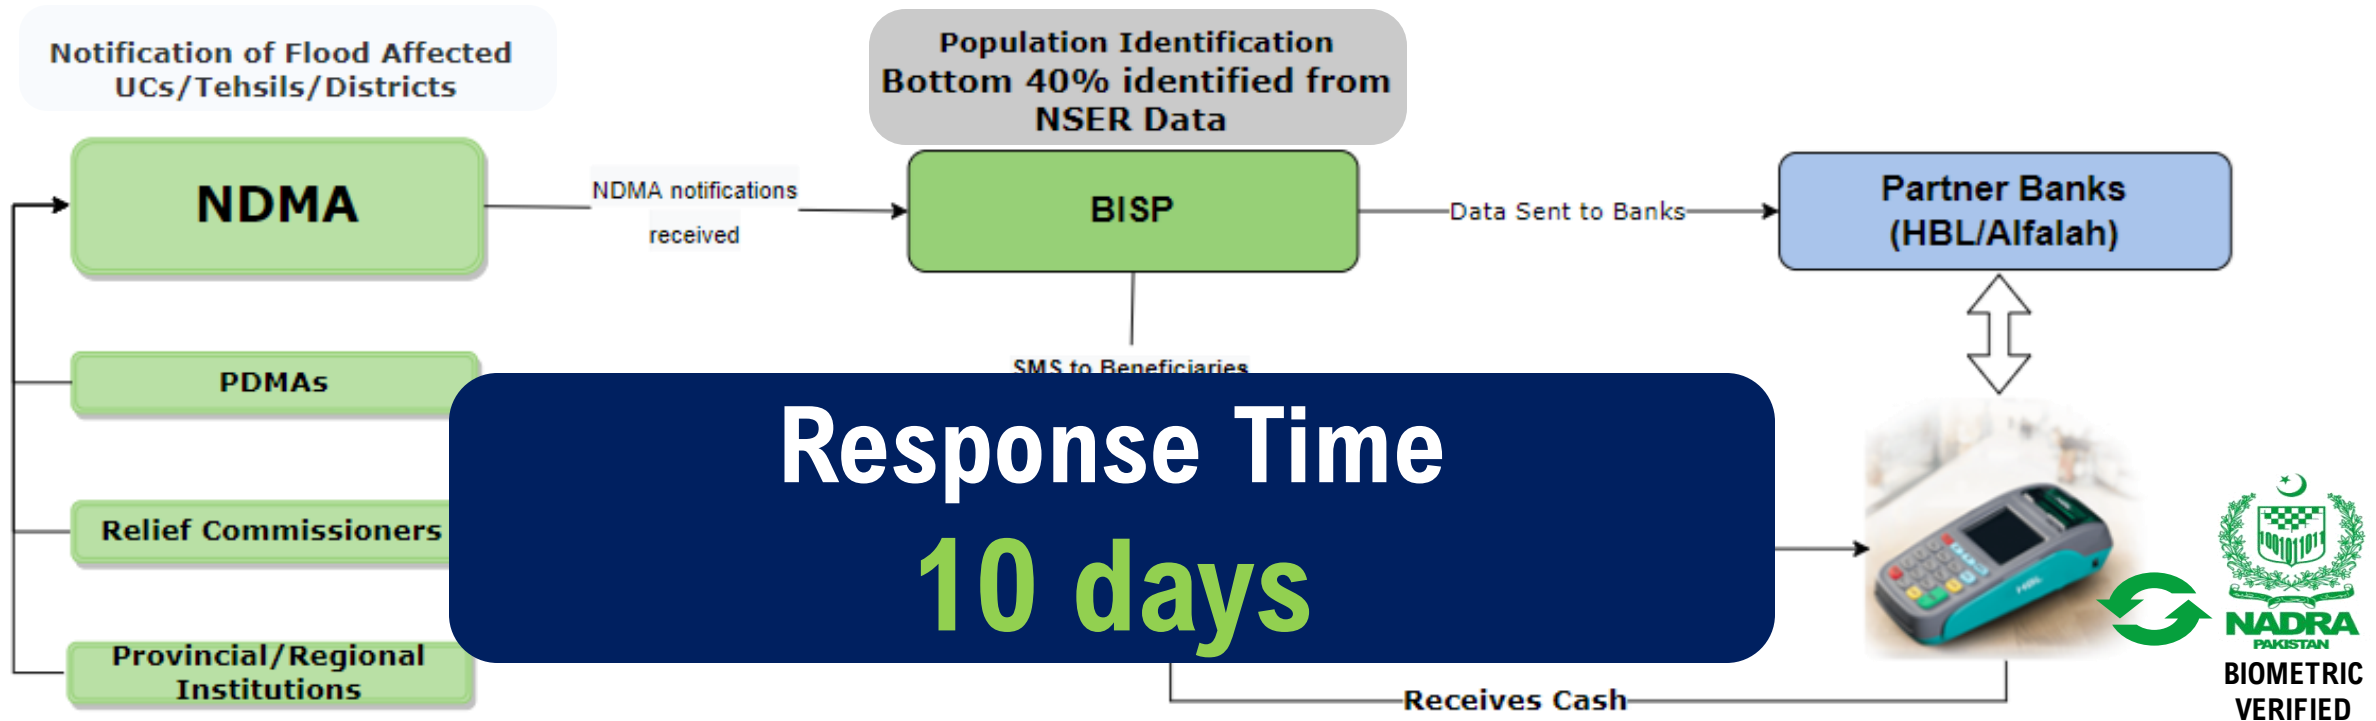 Notification of Flood Affected
UCs/Tehsils/Districts
Population Identification
Bottom 40% identified from
NSER Data
NDMA
NDMA notifications
received
BISP
Data Sent to Banks
Partner Banks
(HBL/Alfalah)
PDMAs
SMS to Beneficiaries
Response Time
10 days
Relief Commissioners
Provincial/Regional
Institutions
HBL
1001011011
NADRA
PAKISTAN
BIOMETRIC
VERIFIED
Receives Cash